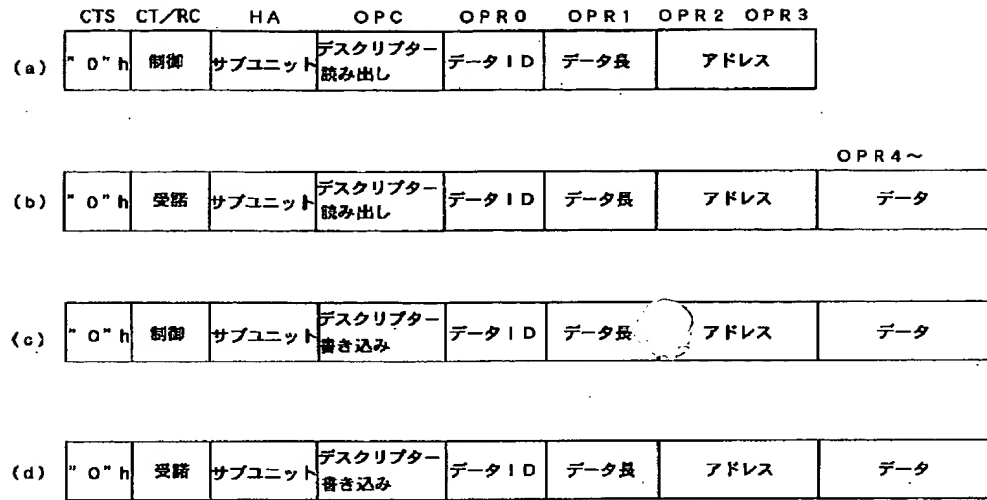 CTS CT/RC HA OPC OPR0 OPR1 OPR2 OPR3
(a) "0"h 制御 サブユニット デスクリプター 読み出し データID データ長 アドレス
OPR4~
(b) "0"h 受諾 サブユニット デスクリプター 読み出し データID データ長 アドレス データ
(c) "0"h 制御 サブユニット デスクリプター 書き込み データID データ長 アドレス データ
(d) "0"h 受諾 サブユニット デスクリプター 書き込み データID データ長 アドレス データ